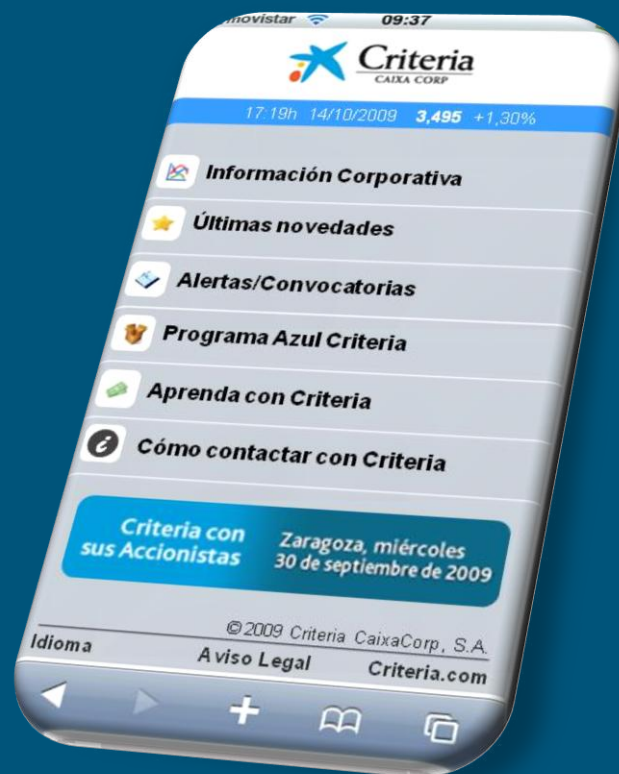 movistar 09:37
Criteria
CAIXA CORP
17:19h 14/10/2009 3,495 +1,30%
Información Corporativa
Últimas novedades
Alertas/Convocatorias
Programa Azul Criteria
Aprenda con Criteria
Cómo contactar con Criteria
Criteria con
sus Accionistas
Zaragoza, miércoles
30 de septiembre de 2009
©2009 Criteria CaixaCorp, S.A.
Idioma Aviso Legal Criteria.com